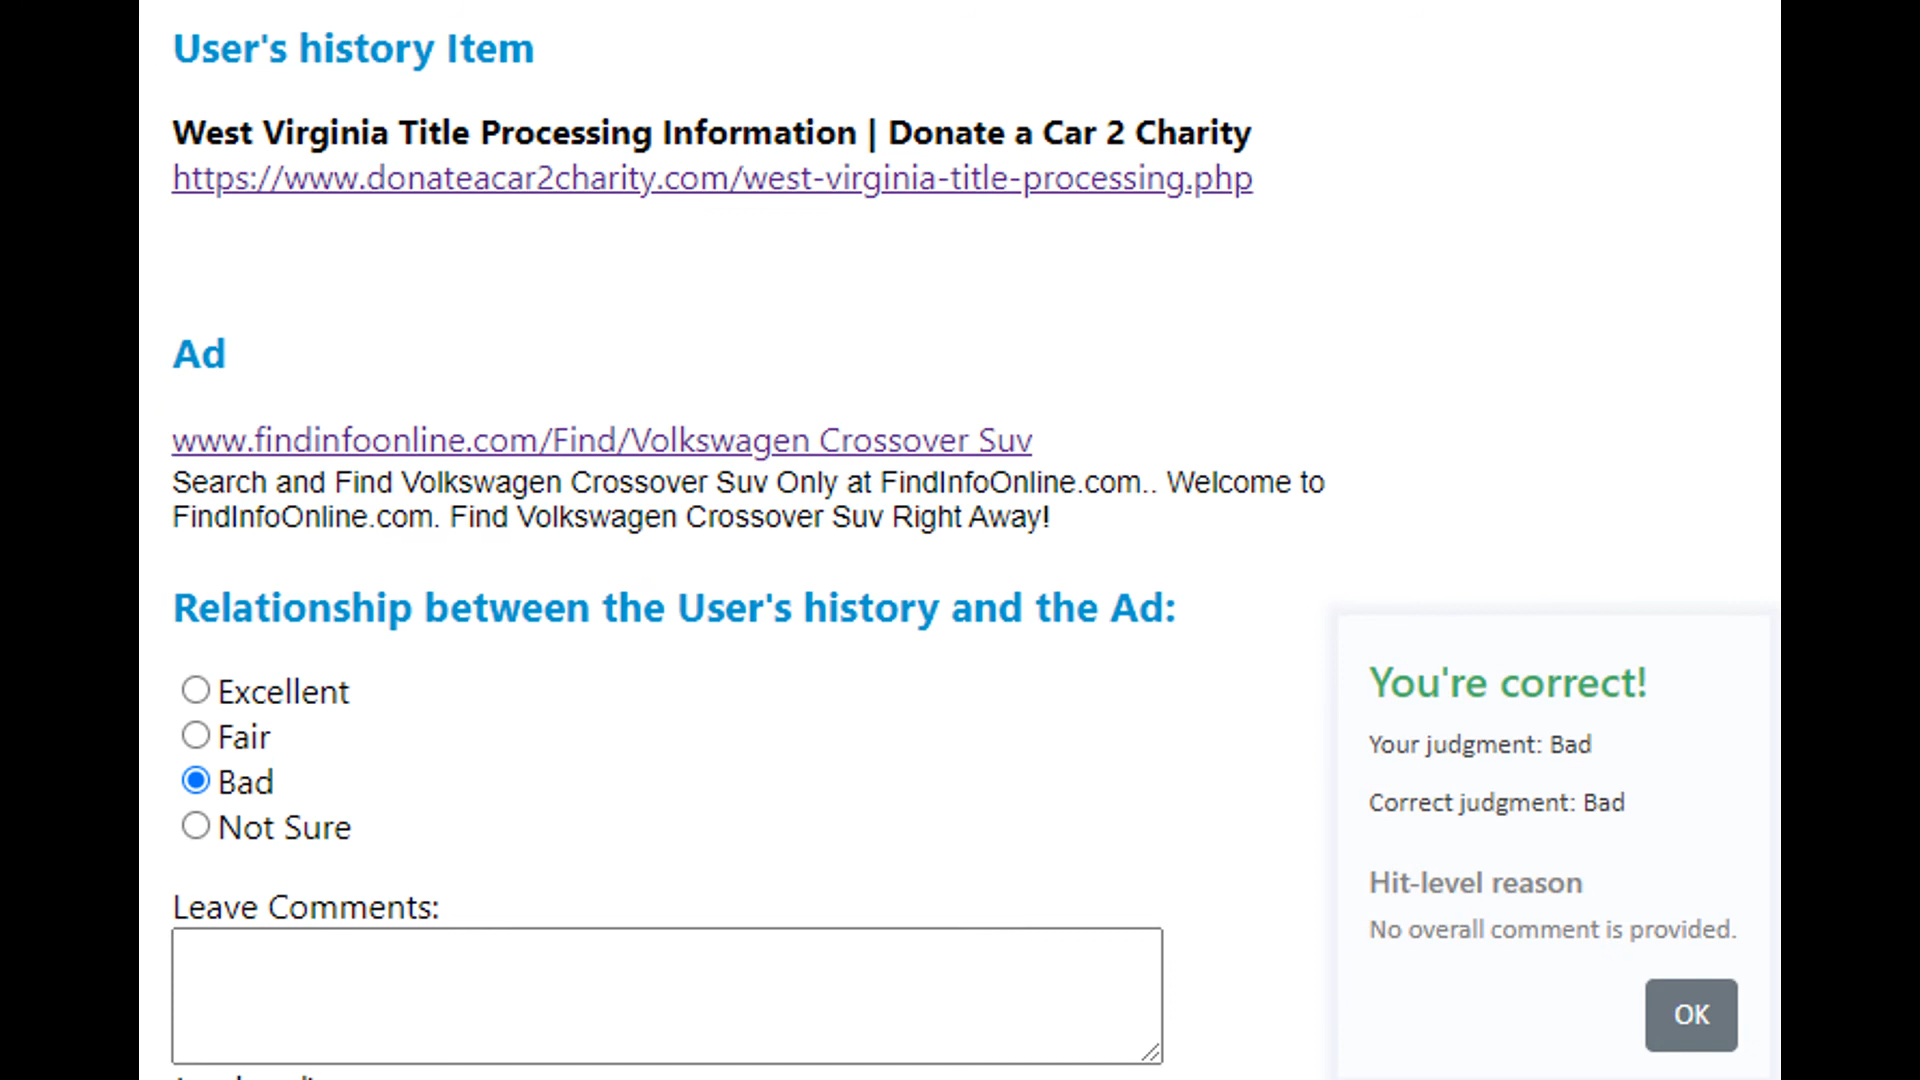 User's history Item
West Virginia Title Processing Information | Donate a Car 2 Charity
https://www.donateacar2charity.com/west-virginia-title-processing.php
Ad
www.findinfoonline.com/Find/Volkswagen Crossover Suv
Search and Find Volkswagen Crossover Suv Only at FindInfoOnline.com.. Welcome to
FindInfoOnline.com. Find Volkswagen Crossover Suv Right Away!
Relationship between the User's history and the Ad:
Excellent
Fair
Bad
Not Sure
Leave Comments:
You're correct!
Your judgment: Bad
Correct judgment: Bad
Hit-level reason
No overall comment is provided.
OK